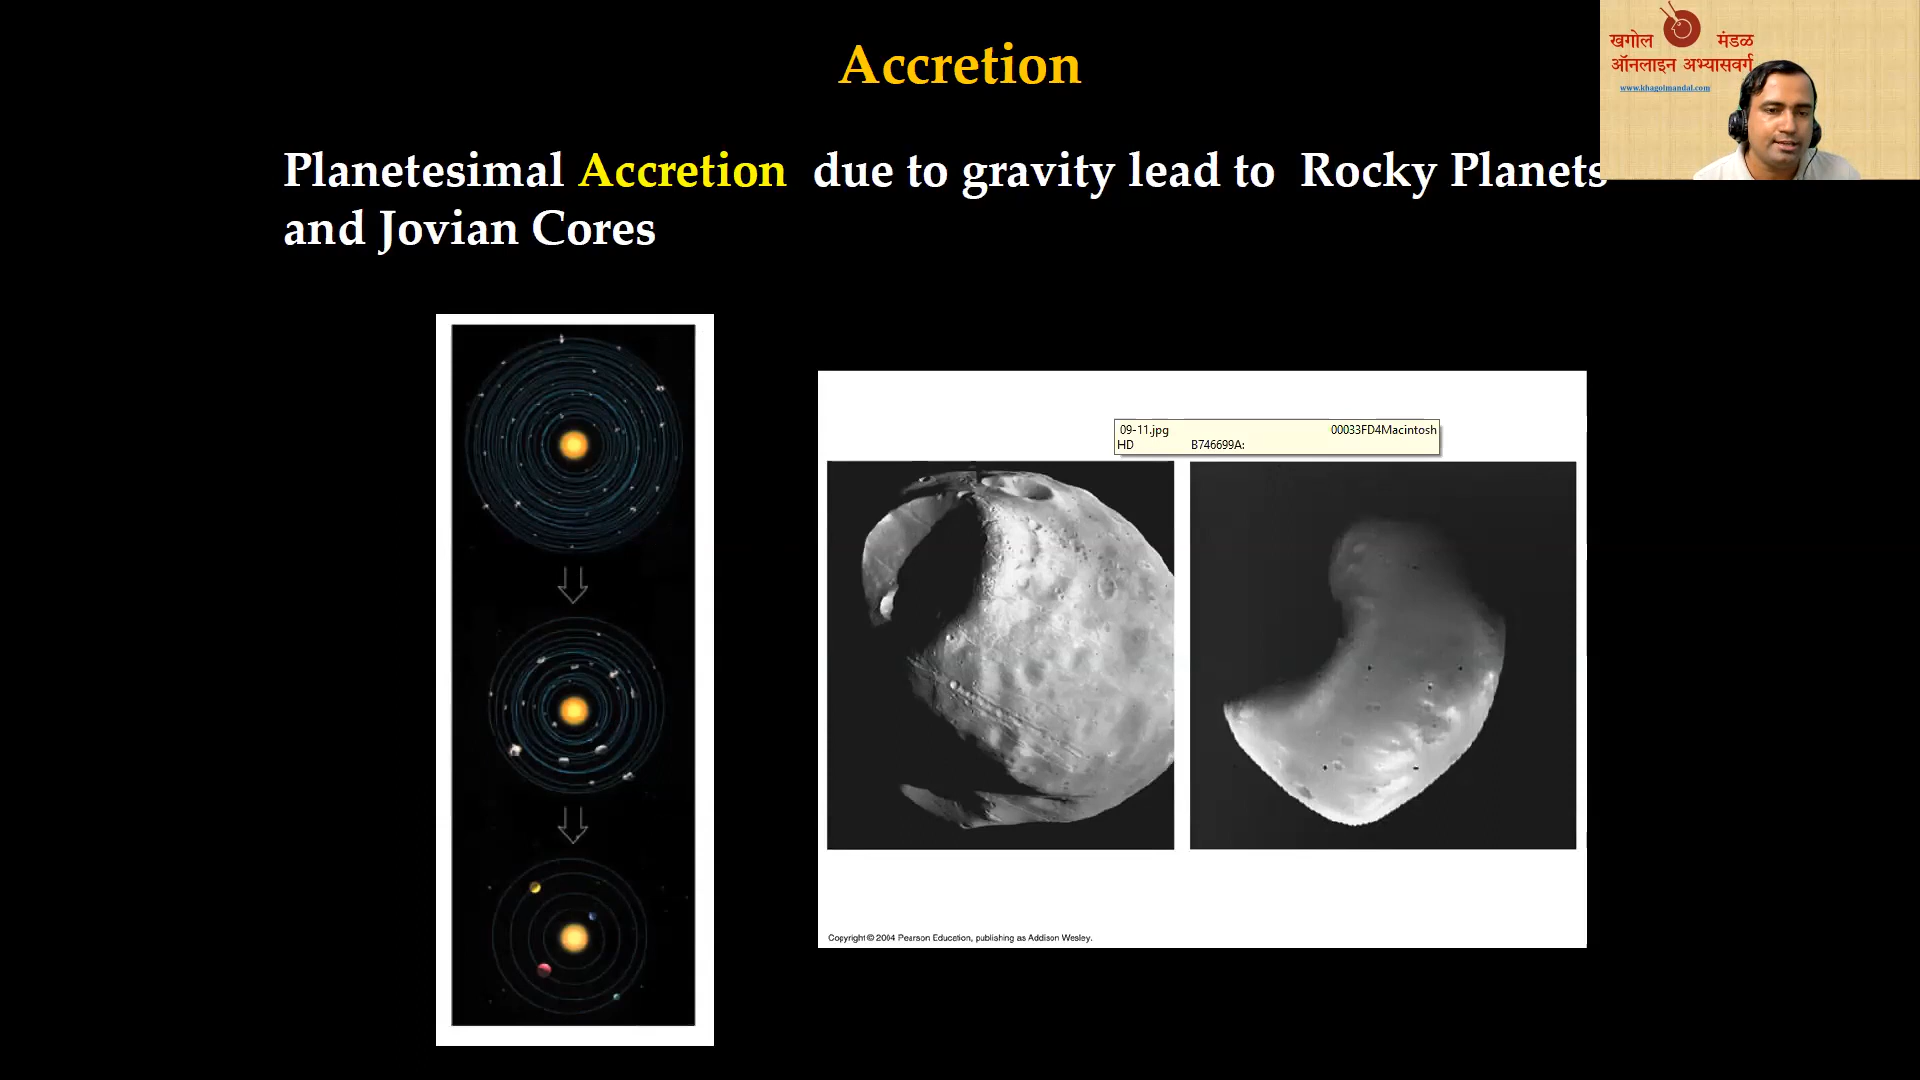 Accretion
खगोल मंडळ
ऑनलाइन अभ्यासवर्ग
www.khagolmandal.com
Planetesimal Accretion due to gravity lead to Rocky Planets
and Jovian Cores
09-11.jpg 00033FD4Macintosh
HD B746699A:
Copyright © 2004 Pearson Education, publishing as Addison Wesley.